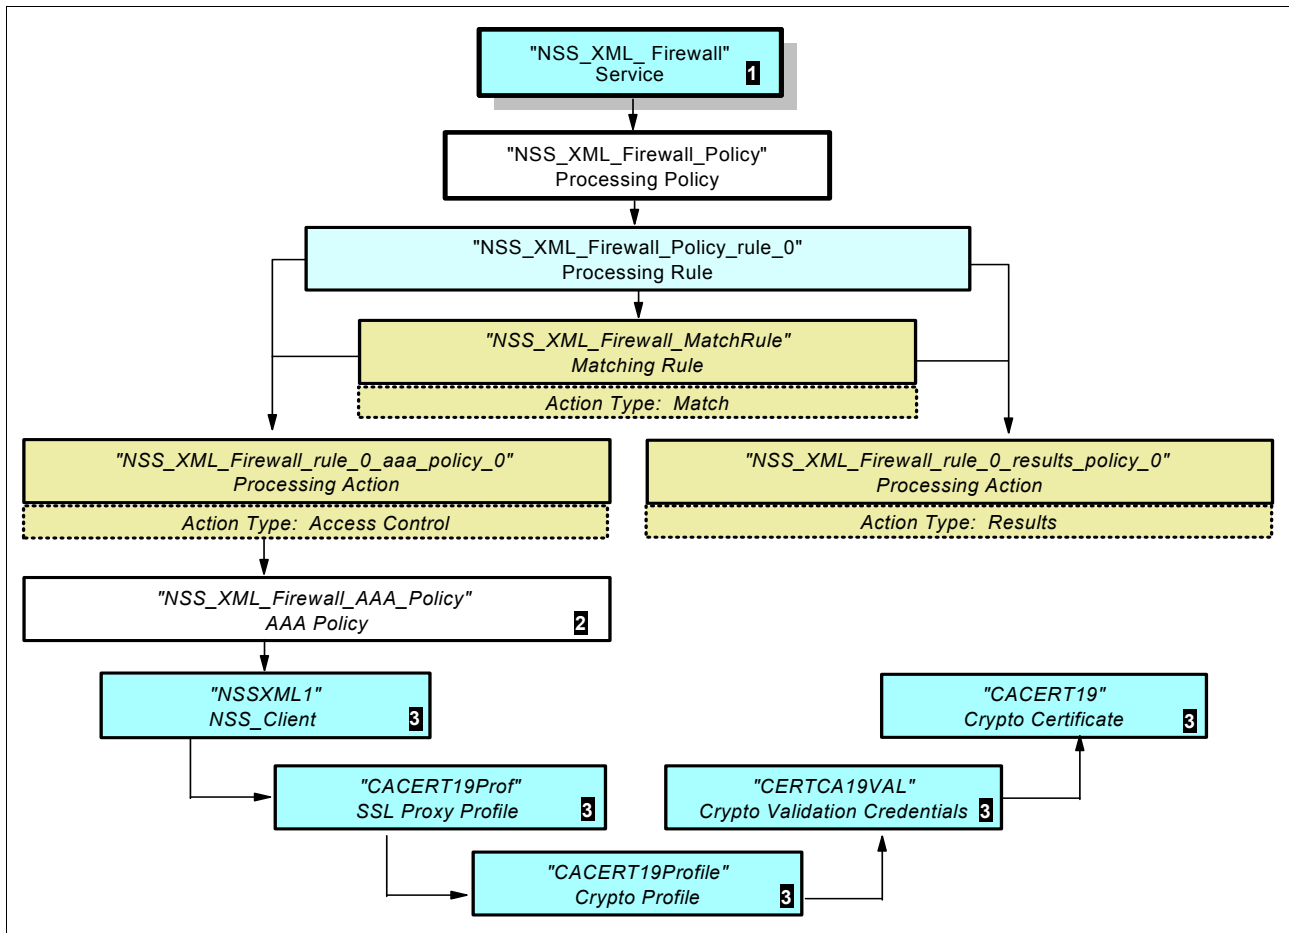 "NSS_XML_ Firewall"
Service
1
"NSS_XML_Firewall_Policy"
Processing Policy
"NSS_XML_Firewall_Policy_rule_0"
Processing Rule
"NSS_XML_Firewall_MatchRule"
Matching Rule
Action Type: Match
"NSS_XML_Firewall_rule_0_aaa_policy_0"
Processing Action
Action Type: Access Control
"NSS_XML_Firewall_rule_0_results_policy_0"
Processing Action
Action Type: Results
"NSS_XML_Firewall_AAA_Policy"
AAA Policy
2
"NSSXML1"
NSS_Client
3
"CACERT19"
Crypto Certificate
3
"CACERT19Prof"
SSL Proxy Profile
3
"CERTCA19VAL"
Crypto Validation Credentials
3
"CACERT19Profile"
Crypto Profile
3